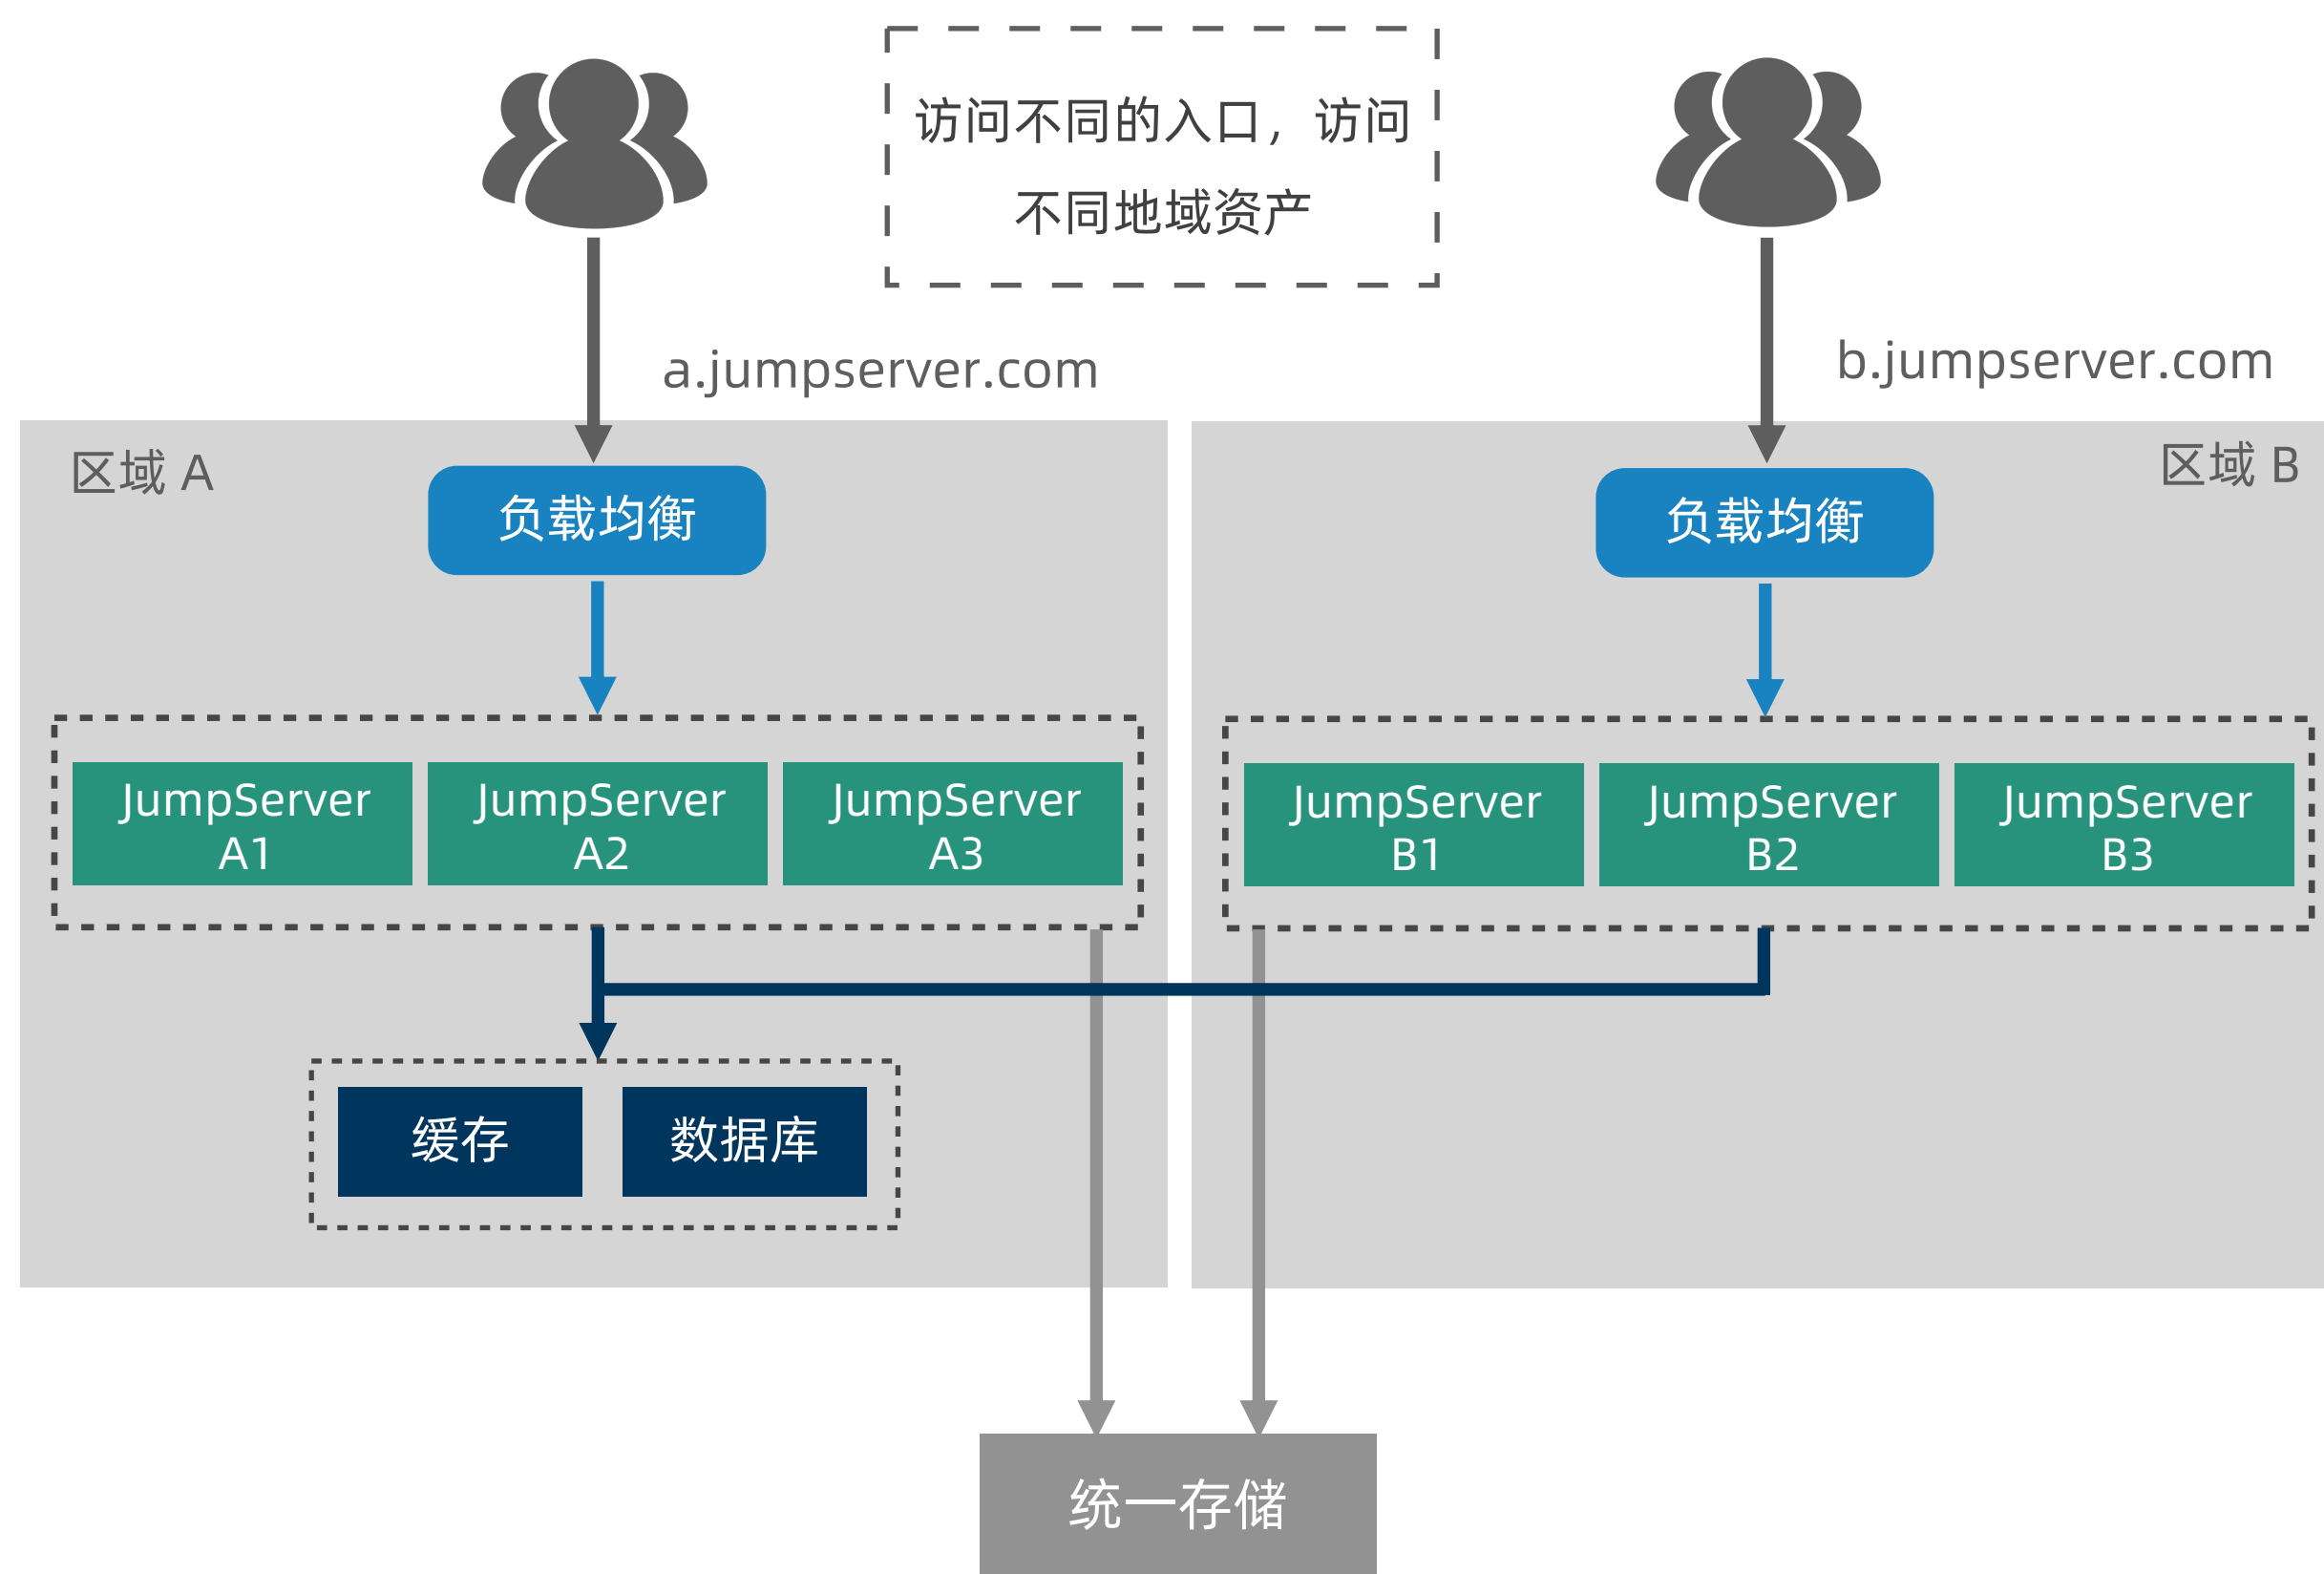 访问不同的入口，访问
不同地域资产
a.jumpserver.com
b.jumpserver.com
区域 A
区域 B
负载均衡
负载均衡
JumpServer
A1
JumpServer
A2
JumpServer
A3
JumpServer
B1
JumpServer
B2
JumpServer
B3
缓存
数据库
统一存储